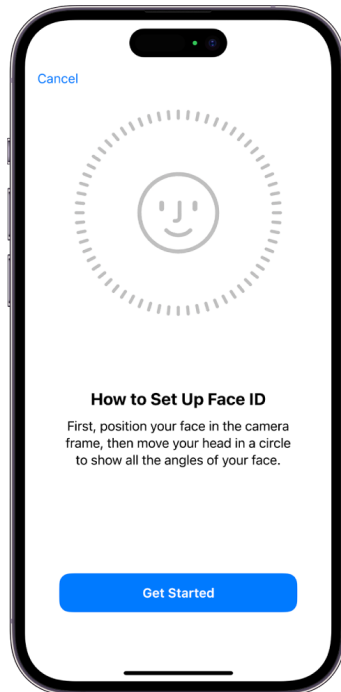 Cancel
How to Set Up Face ID
First, position your face in the camera
frame, then move your head in a circle
to show all the angles of your face.
Get Started